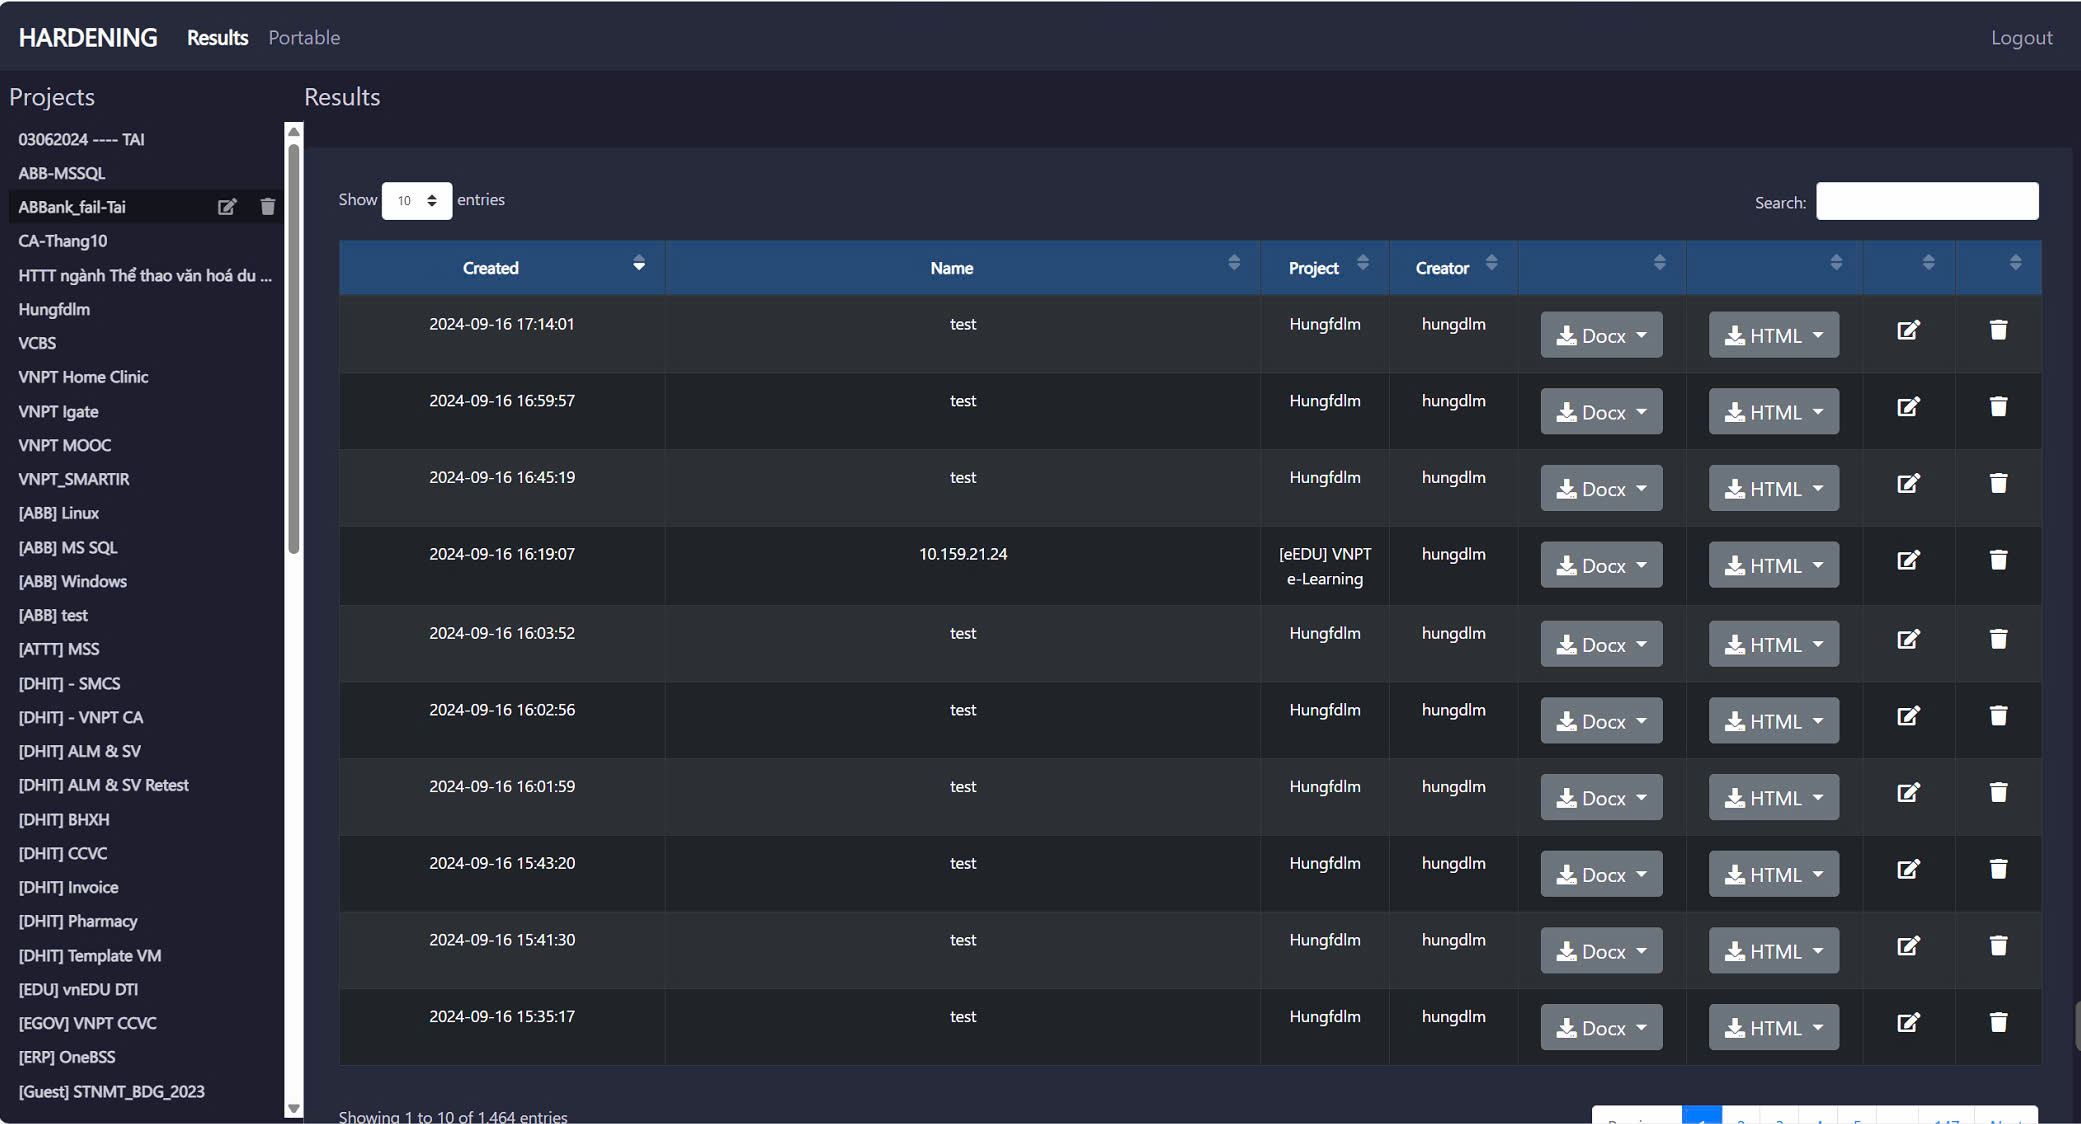 HARDENING Results Portable Logout
Projects
03062024 ---- TAI
ABB-MSSQL
ABBank_fail-Tai
CA-Thang10
HTTT ngành Thể thao văn hoá du ...
Hungfdlm
VCBS
VNPT Home Clinic
VNPT Igate
VNPT MOOC
VNPT_SMARTIR
[ABB] Linux
[ABB] MS SQL
[ABB] Windows
[ABB] test
[ATTT] MSS
[DHIT] - SMCS
[DHIT] - VNPT CA
[DHIT] ALM & SV
[DHIT] ALM & SV Retest
[DHIT] BHXH
[DHIT] CCVC
[DHIT] Invoice
[DHIT] Pharmacy
[DHIT] Template VM
[EDU] vnEDU DTI
[EGOV] VNPT CCVC
[ERP] OneBSS
[Guest] STNMT_BDG_2023
Results
Show 10 entries Search:
Created Name Project Creator
2024-09-16 17:14:01 test Hungfdlm hungdlm Docx HTML
2024-09-16 16:59:57 test Hungfdlm hungdlm Docx HTML
2024-09-16 16:45:19 test Hungfdlm hungdlm Docx HTML
2024-09-16 16:19:07 10.159.21.24 [eEDU] VNPT e-Learning hungdlm Docx HTML
2024-09-16 16:03:52 test Hungfdlm hungdlm Docx HTML
2024-09-16 16:02:56 test Hungfdlm hungdlm Docx HTML
2024-09-16 16:01:59 test Hungfdlm hungdlm Docx HTML
2024-09-16 15:43:20 test Hungfdlm hungdlm Docx HTML
2024-09-16 15:41:30 test Hungfdlm hungdlm Docx HTML
2024-09-16 15:35:17 test Hungfdlm hungdlm Docx HTML
Showing 1 to 10 of 1,464 entries